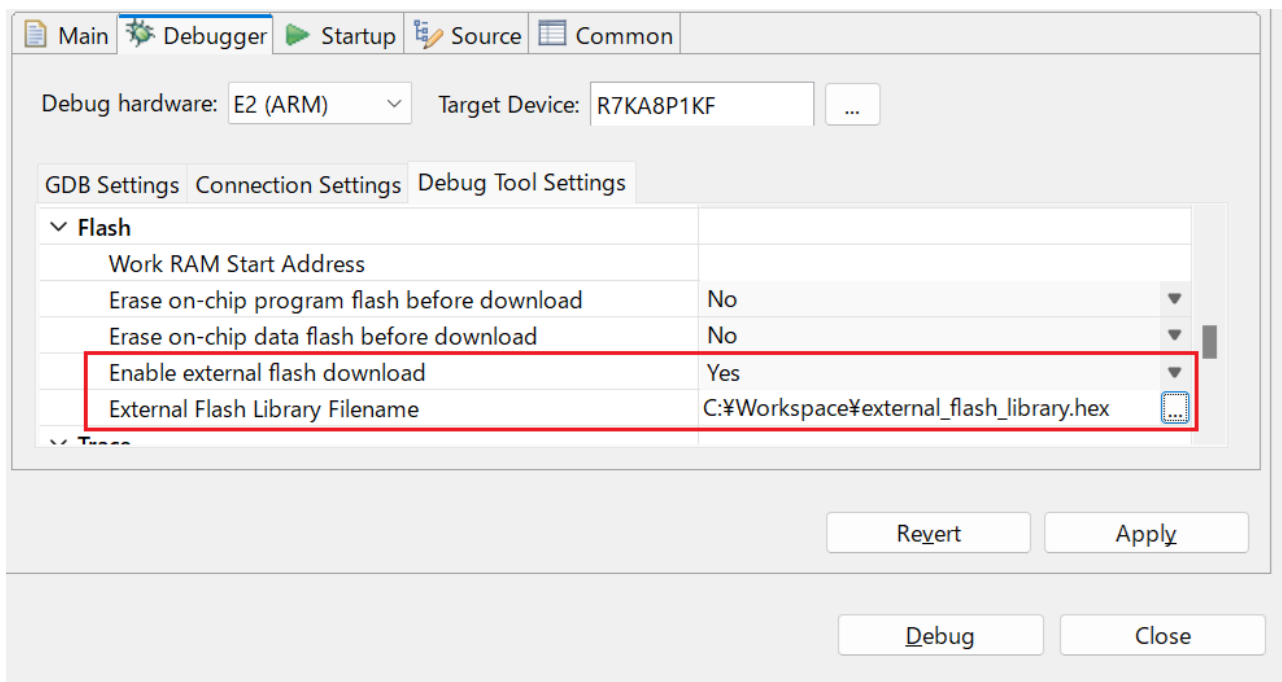 Main Debugger Startup Source Common
Debug hardware: E2 (ARM) Target Device: R7KA8P1KF ...
GDB Settings Connection Settings Debug Tool Settings
Flash
Work RAM Start Address
Erase on-chip program flash before download No
Erase on-chip data flash before download No
Enable external flash download Yes
External Flash Library Filename C:¥Workspace¥external_flash_library.hex ...
Trace
Revert Apply
Debug Close